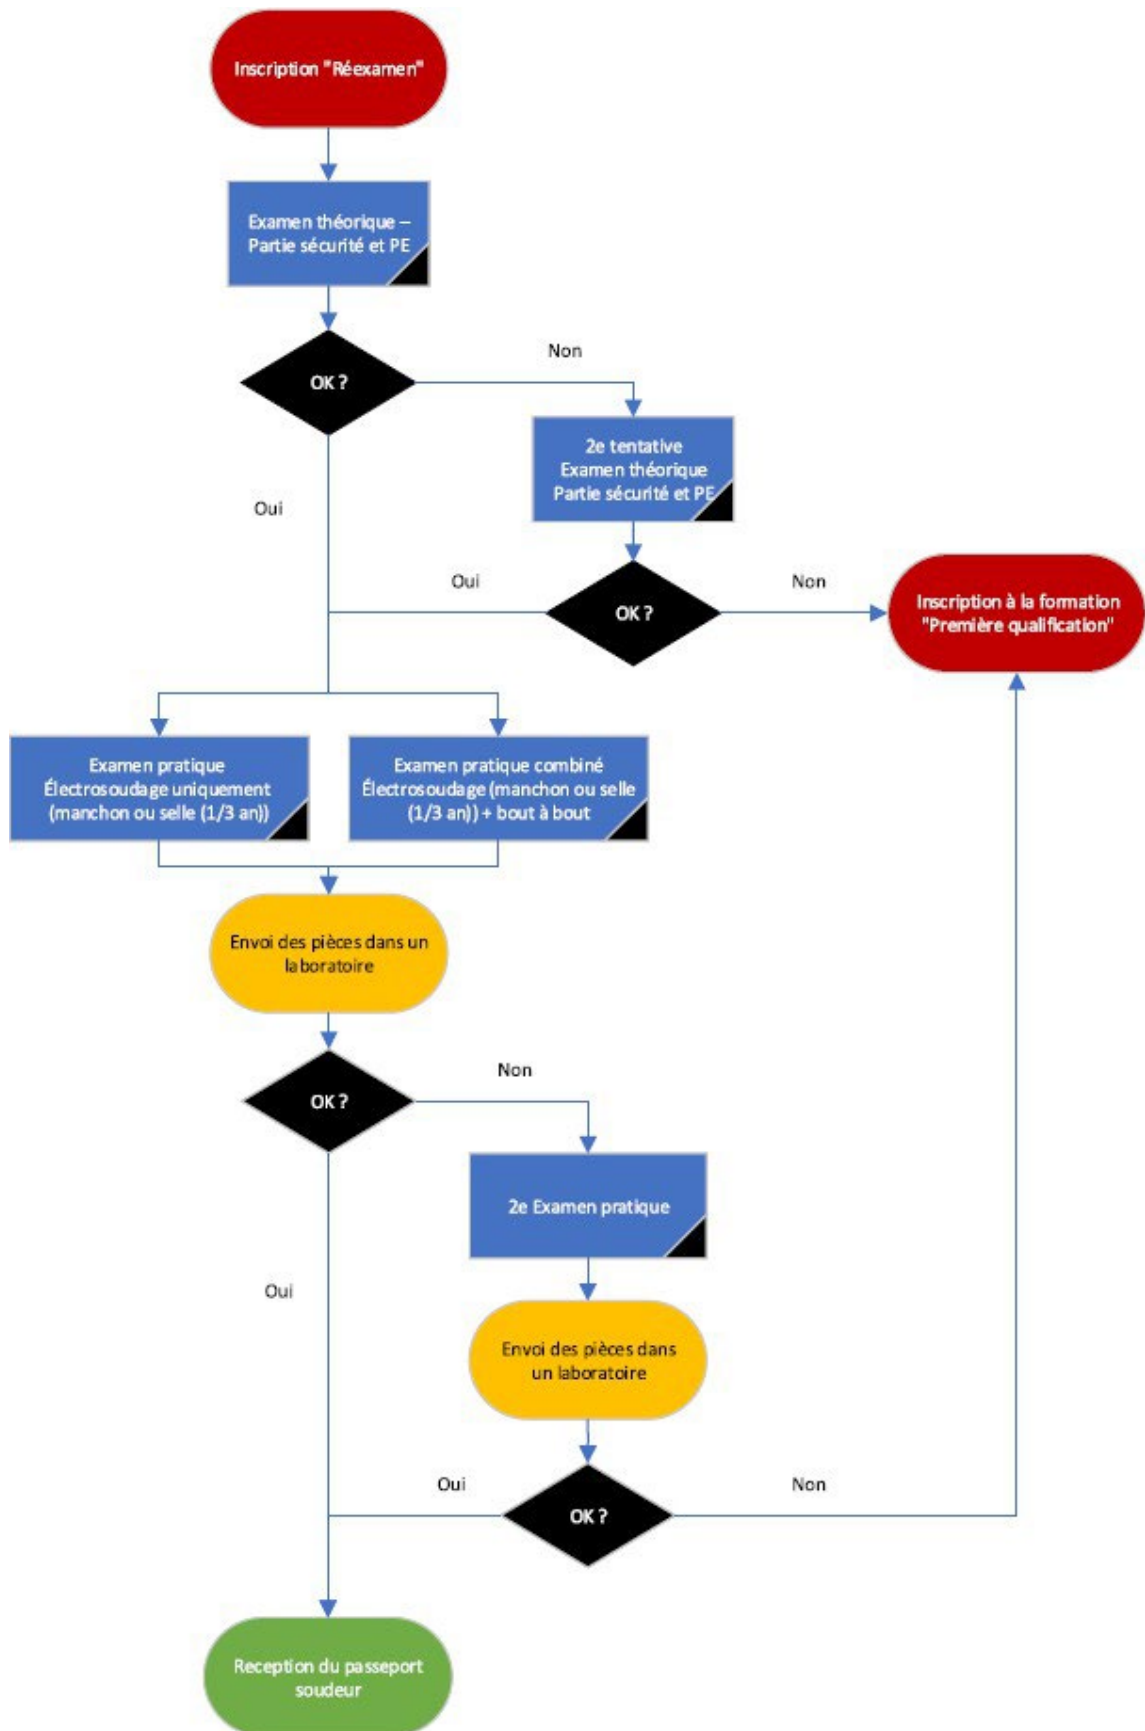 Inscription "Réexamen"
Examen théorique –
Partie sécurité et PE
OK ?
Non
2e tentative
Examen théorique
Partie sécurité et PE
Oui
Oui
OK ?
Non
Inscription à la formation
"Première qualification"
Examen pratique
Électrosoudage uniquement
(manchon ou selle (1/3 an))
Examen pratique combiné
Électrosoudage (manchon ou selle
(1/3 an)) + bout à bout
Envoi des pièces dans un
laboratoire
OK ?
Non
2e Examen pratique
Oui
Envoi des pièces dans
un laboratoire
Oui
OK ?
Non
Reception du passeport
soudeur